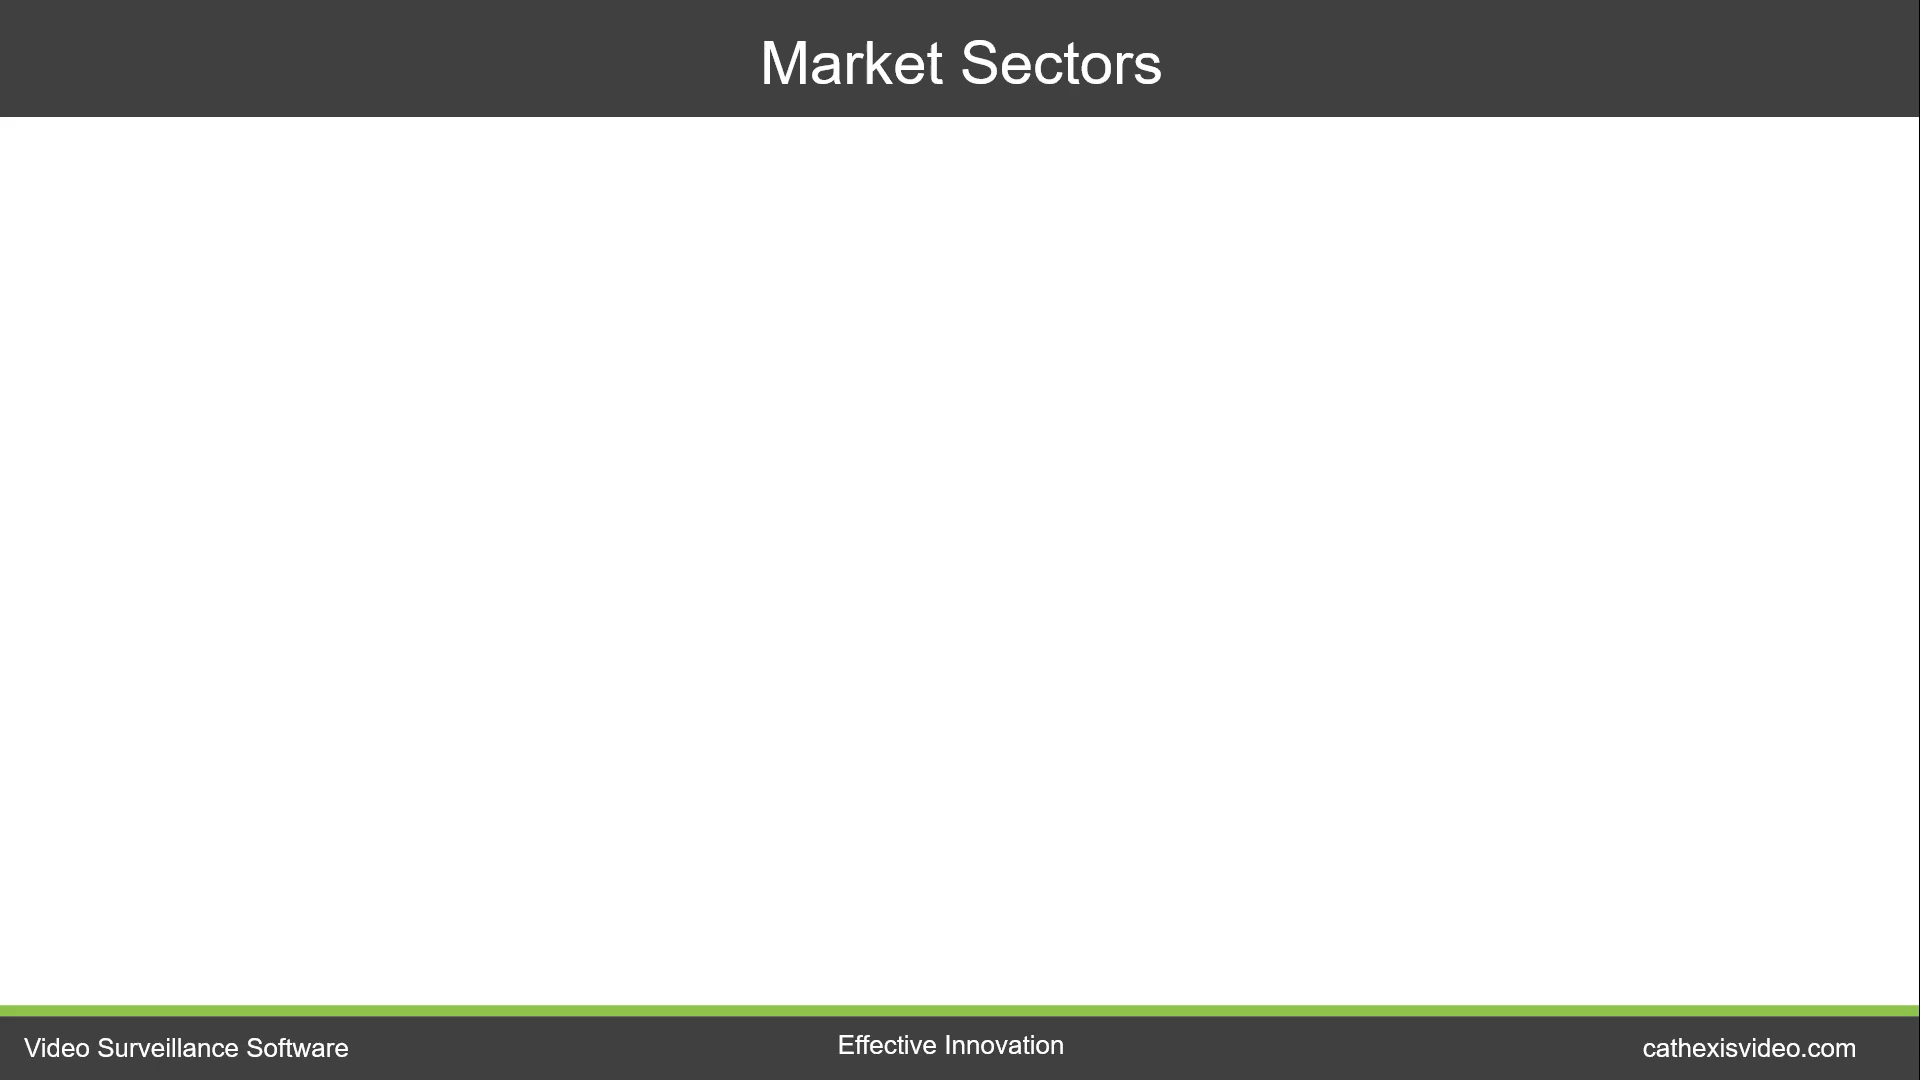 Market Sectors
Video Surveillance Software
Effective Innovation
cathexisvideo.com